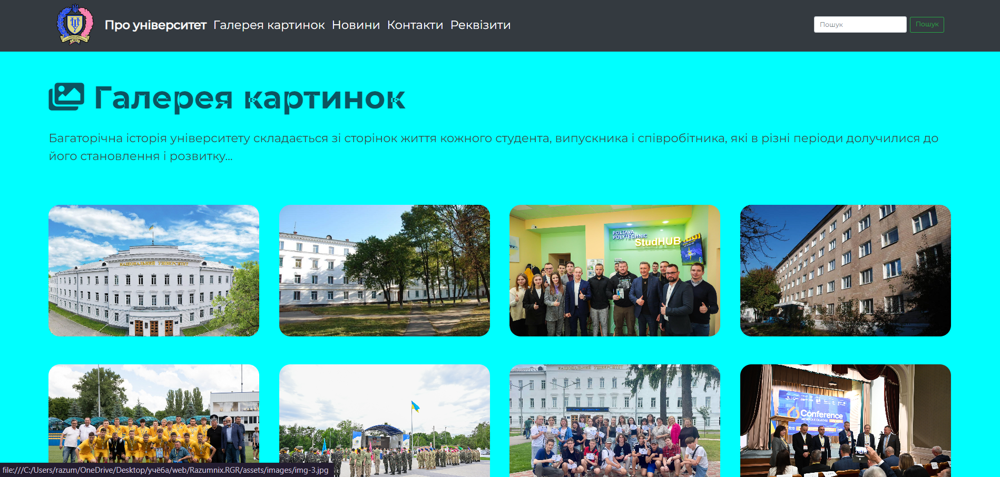 Про університет Галерея картинок Новини Контакти Реквізити Пошук Пошук
Галерея картинок
Багаторічна історія університету складається зі сторінок життя кожного студента, випускника і співробітника, які в різні періоди долучилися до
його становлення і розвитку...
НАЦІОНАЛЬНИЙ УНІВЕРСИТЕТ
POLTAVA
POLYTECHNIC
StudHUB
НАЦІОНАЛЬНИЙ УНІВЕРСИТЕТ
Conference
file:///C:/Users/razum/OneDrive/Desktop/учёба/web/Razumnix.RGR/assets/images/img-3.jpg